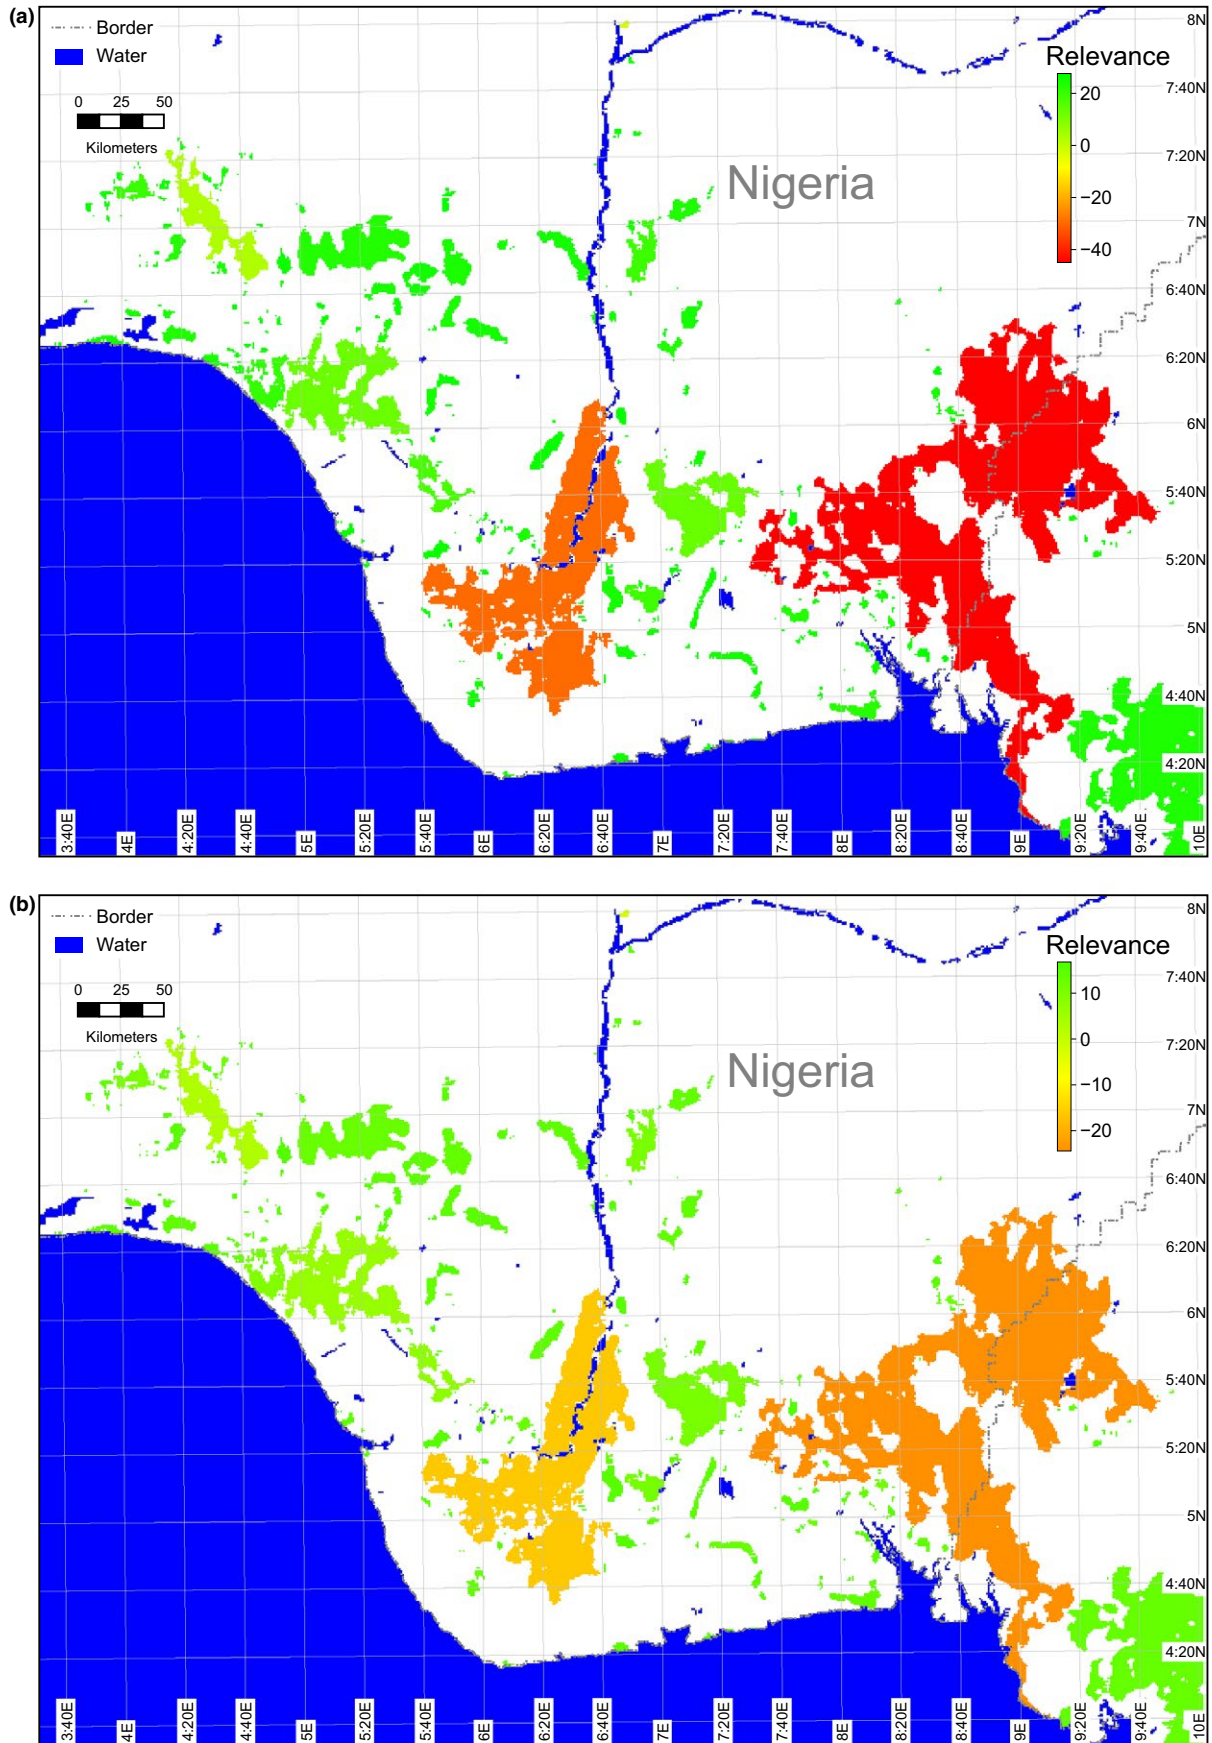 (a)
Border
Water
0 25 50
Kilometers
Nigeria
Relevance
20
0
−20
−40
8N
7:40N
7:20N
7N
6:40N
6:20N
6N
5:40N
5:20N
5N
4:40N
4:20N
3:40E
4E
4:20E
4:40E
5E
5:20E
5:40E
6E
6:20E
6:40E
7E
7:20E
7:40E
8E
8:20E
8:40E
9E
9:20E
9:40E
10E
(b)
Border
Water
0 25 50
Kilometers
Nigeria
Relevance
10
0
−10
−20
8N
7:40N
7:20N
7N
6:40N
6:20N
6N
5:40N
5:20N
5N
4:40N
4:20N
3:40E
4E
4:20E
4:40E
5E
5:20E
5:40E
6E
6:20E
6:40E
7E
7:20E
7:40E
8E
8:20E
8:40E
9E
9:20E
9:40E
10E